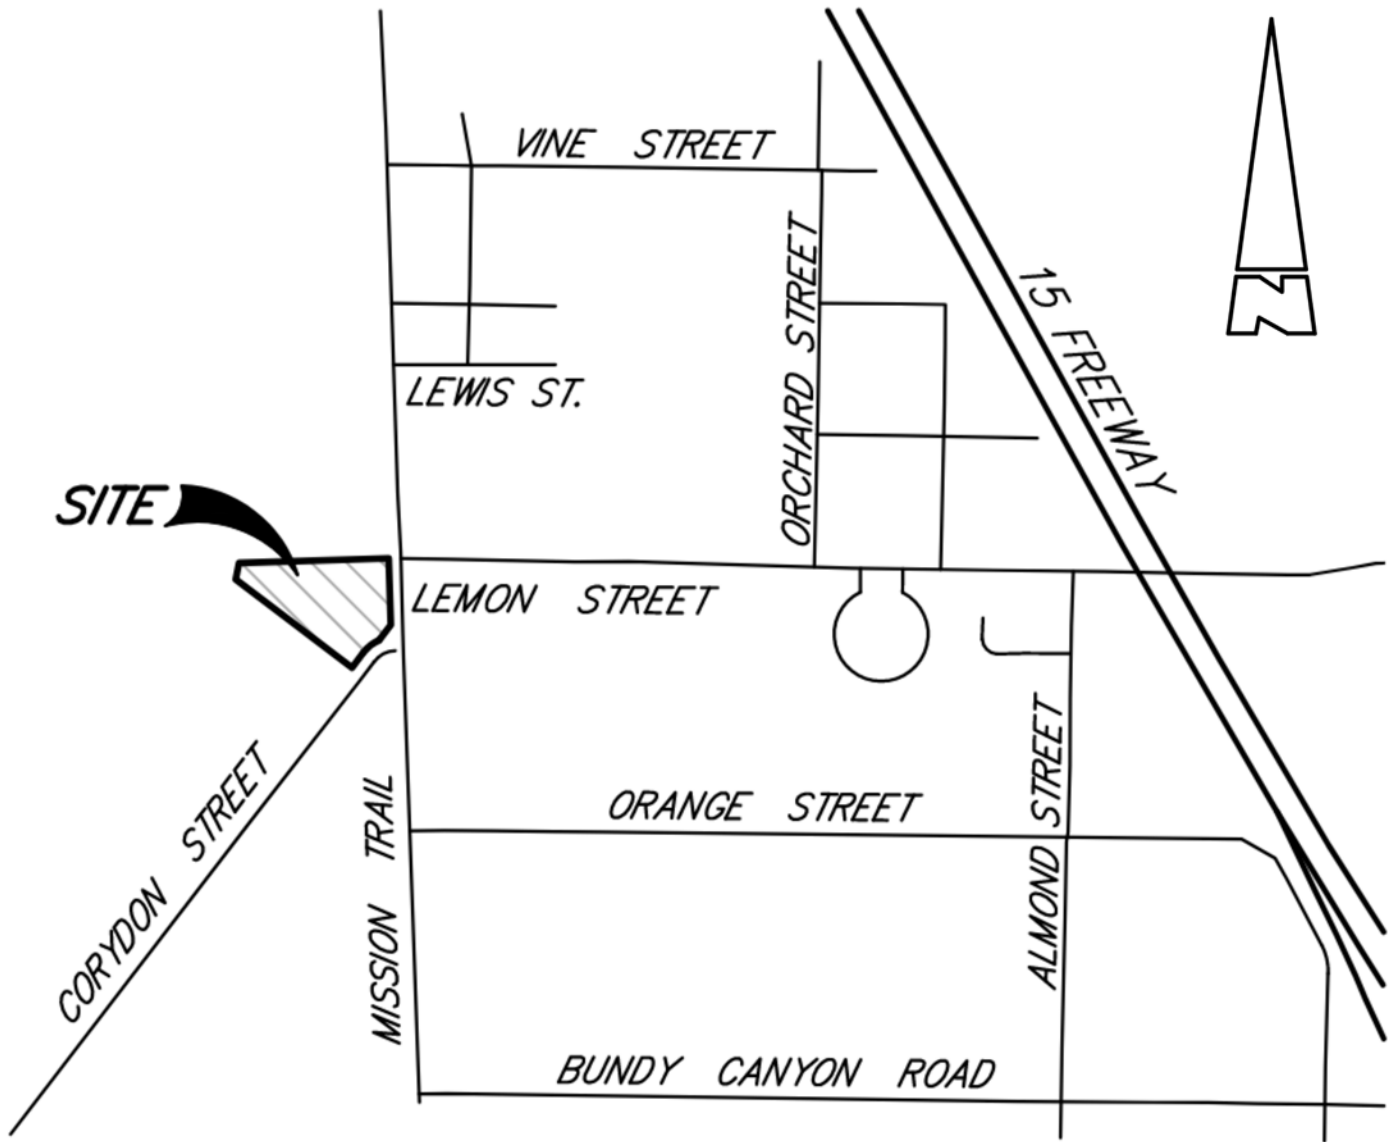 VINE STREET
ORCHARD STREET
15 FREEWAY
N
LEWIS ST.
SITE
LEMON STREET
CORYDON STREET
MISSION TRAIL
ORANGE STREET
ALMOND STREET
BUNDY CANYON ROAD